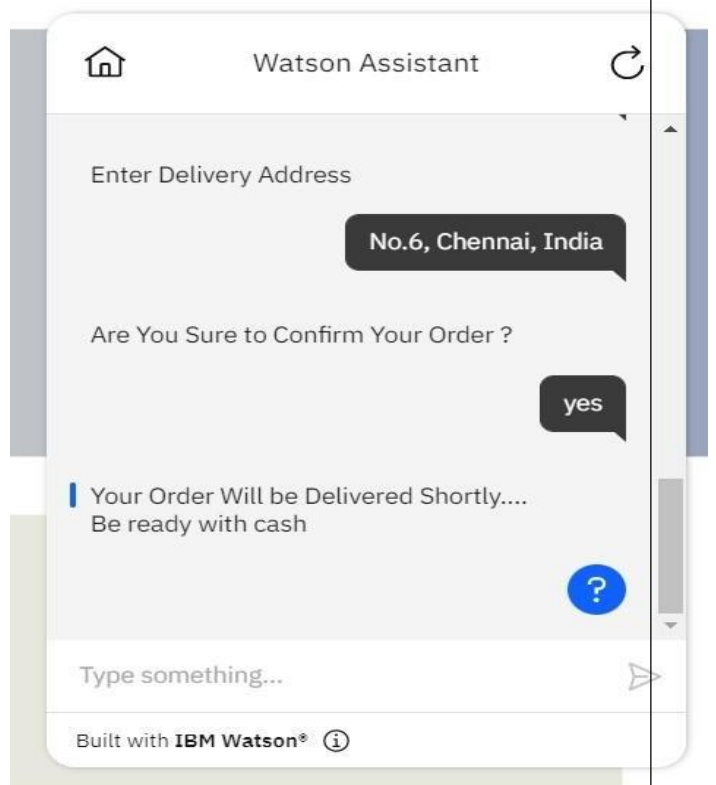 Watson Assistant
Enter Delivery Address
No.6, Chennai, India
Are You Sure to Confirm Your Order ?
yes
Your Order Will be Delivered Shortly....
Be ready with cash
?
Type something...
Built with IBM Watson®